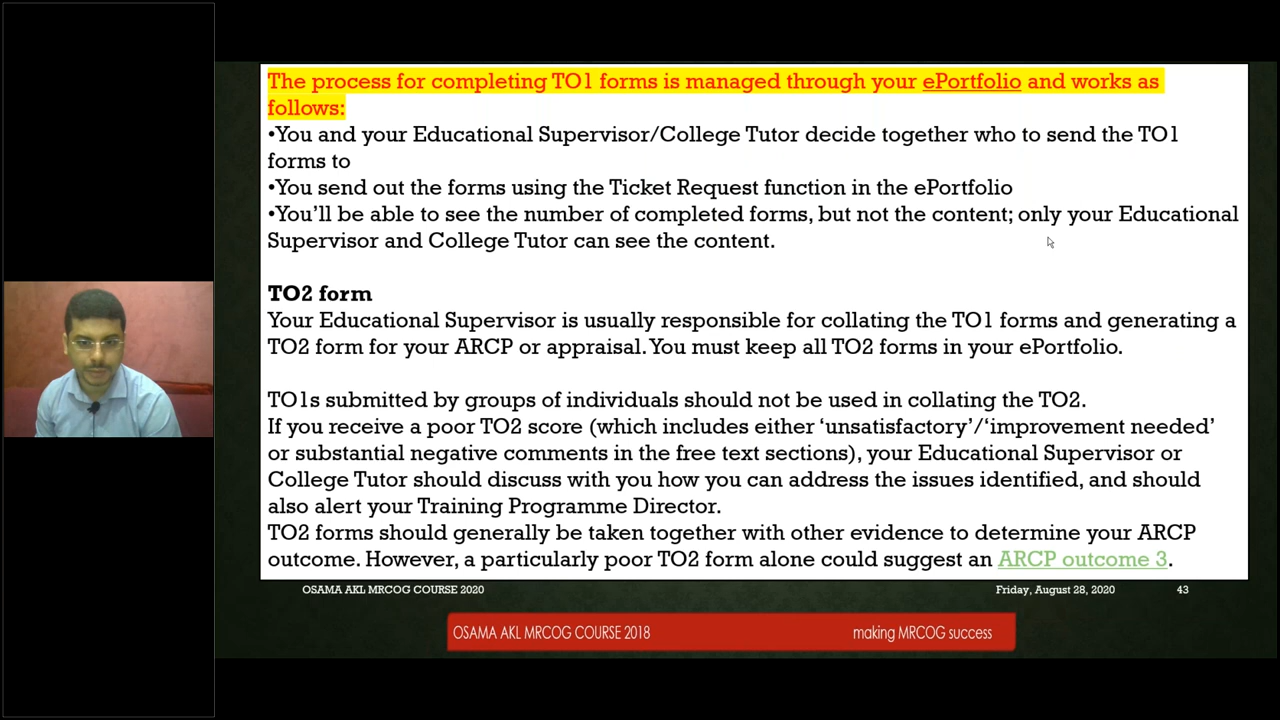 The process for completing TO1 forms is managed through your ePortfolio and works as
follows:
•You and your Educational Supervisor/College Tutor decide together who to send the TO1
forms to
•You send out the forms using the Ticket Request function in the ePortfolio
•You’ll be able to see the number of completed forms, but not the content; only your Educational
Supervisor and College Tutor can see the content.
TO2 form
Your Educational Supervisor is usually responsible for collating the TO1 forms and generating a
TO2 form for your ARCP or appraisal. You must keep all TO2 forms in your ePortfolio.
TO1s submitted by groups of individuals should not be used in collating the TO2.
If you receive a poor TO2 score (which includes either ‘unsatisfactory’/‘improvement needed’
or substantial negative comments in the free text sections), your Educational Supervisor or
College Tutor should discuss with you how you can address the issues identified, and should
also alert your Training Programme Director.
TO2 forms should generally be taken together with other evidence to determine your ARCP
outcome. However, a particularly poor TO2 form alone could suggest an ARCP outcome 3.
OSAMA AKL MRCOG COURSE 2020 Friday, August 28, 2020 43
OSAMA AKL MRCOG COURSE 2018 making MRCOG success